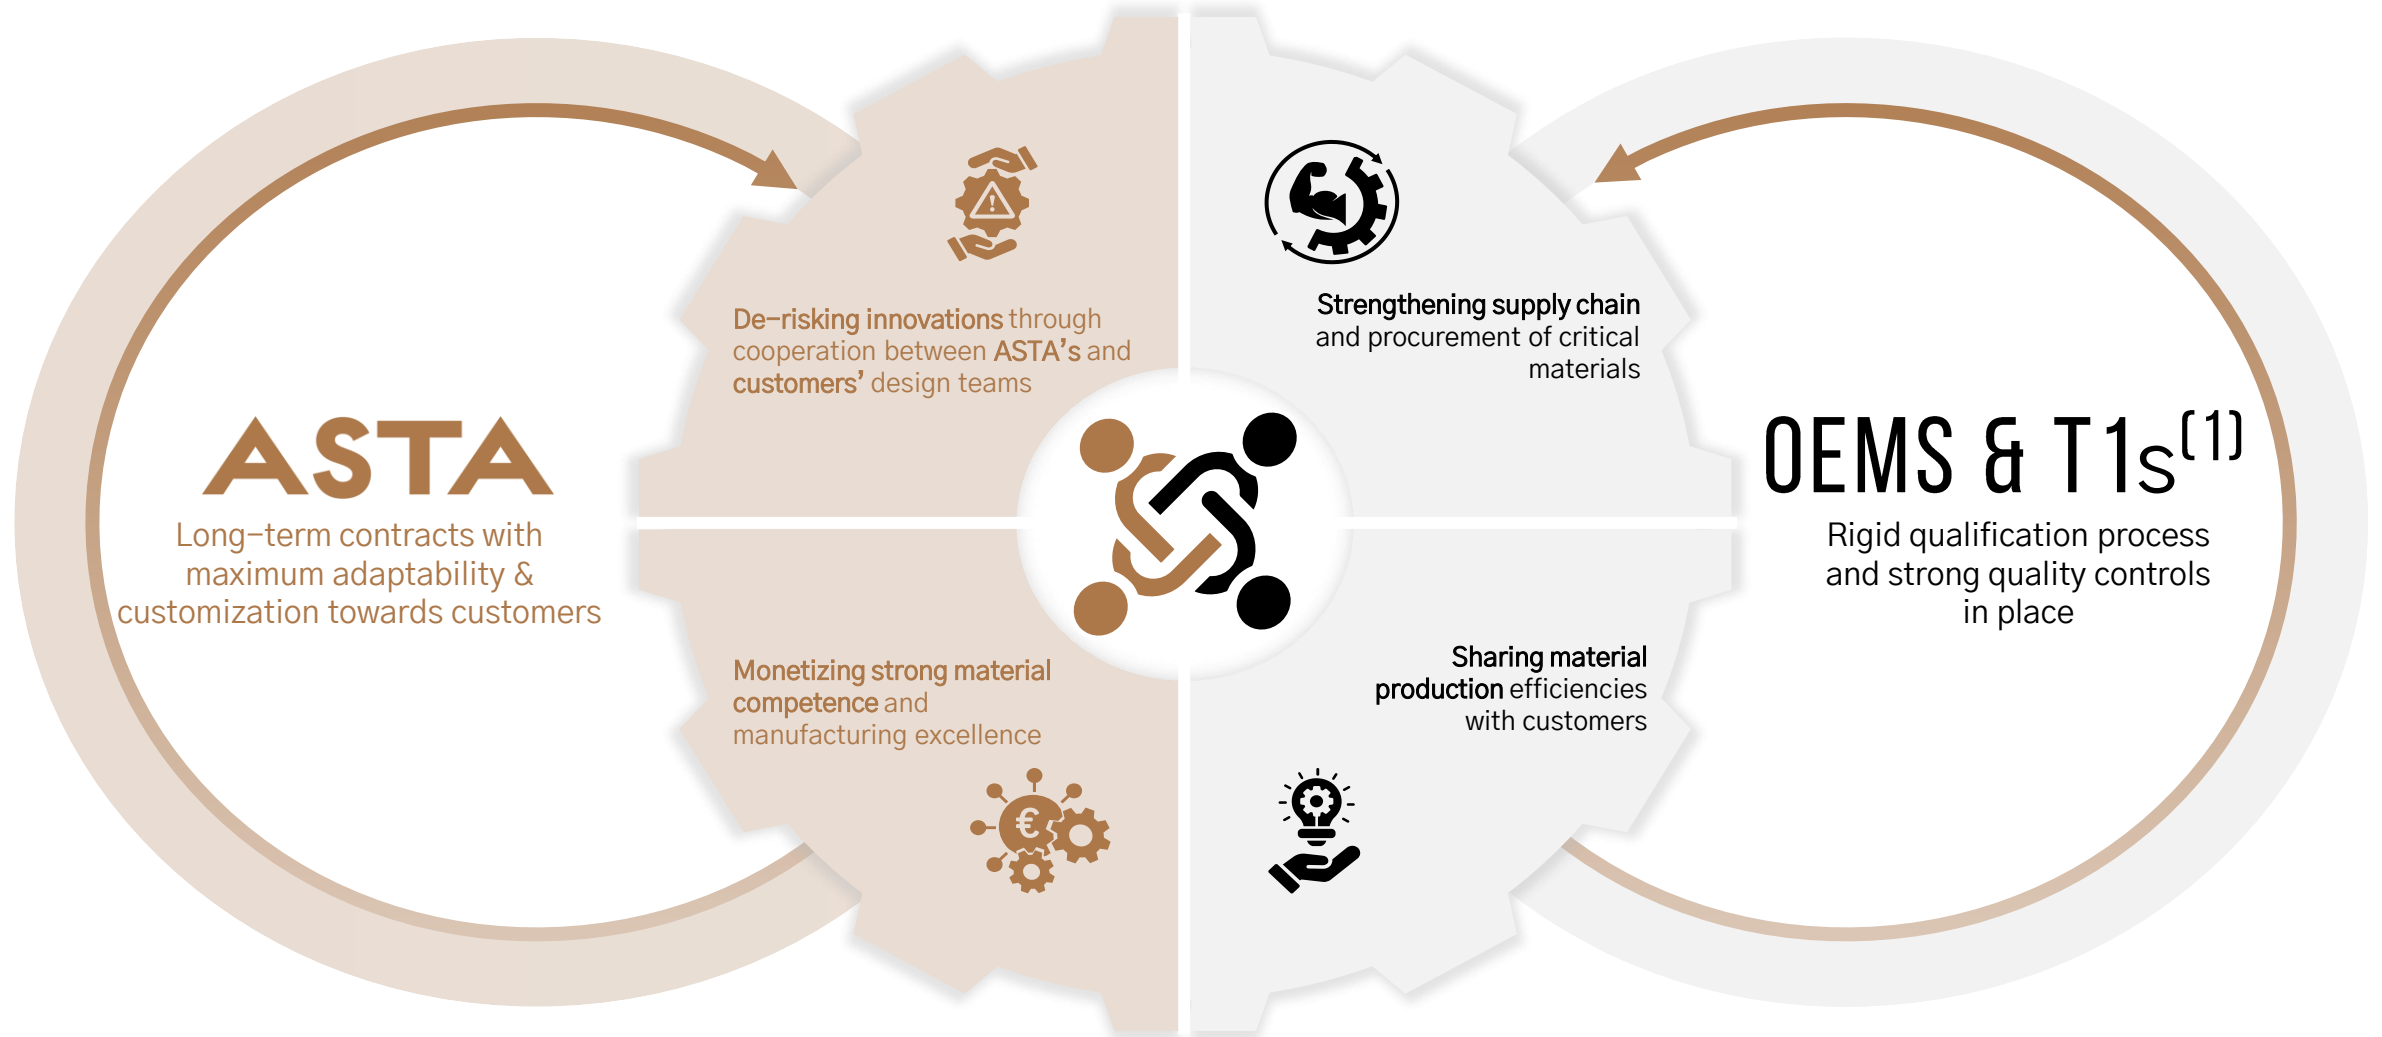 ASTA
Long-term contracts with
maximum adaptability &
customization towards customers
De-risking innovations through
cooperation between ASTA's and
customers' design teams
Monetizing strong material
competence and
manufacturing excellence
€
Strengthening supply chain
and procurement of critical
materials
Sharing material
production efficiencies
with customers
OEMS & T1s(1)
Rigid qualification process
and strong quality controls
in place